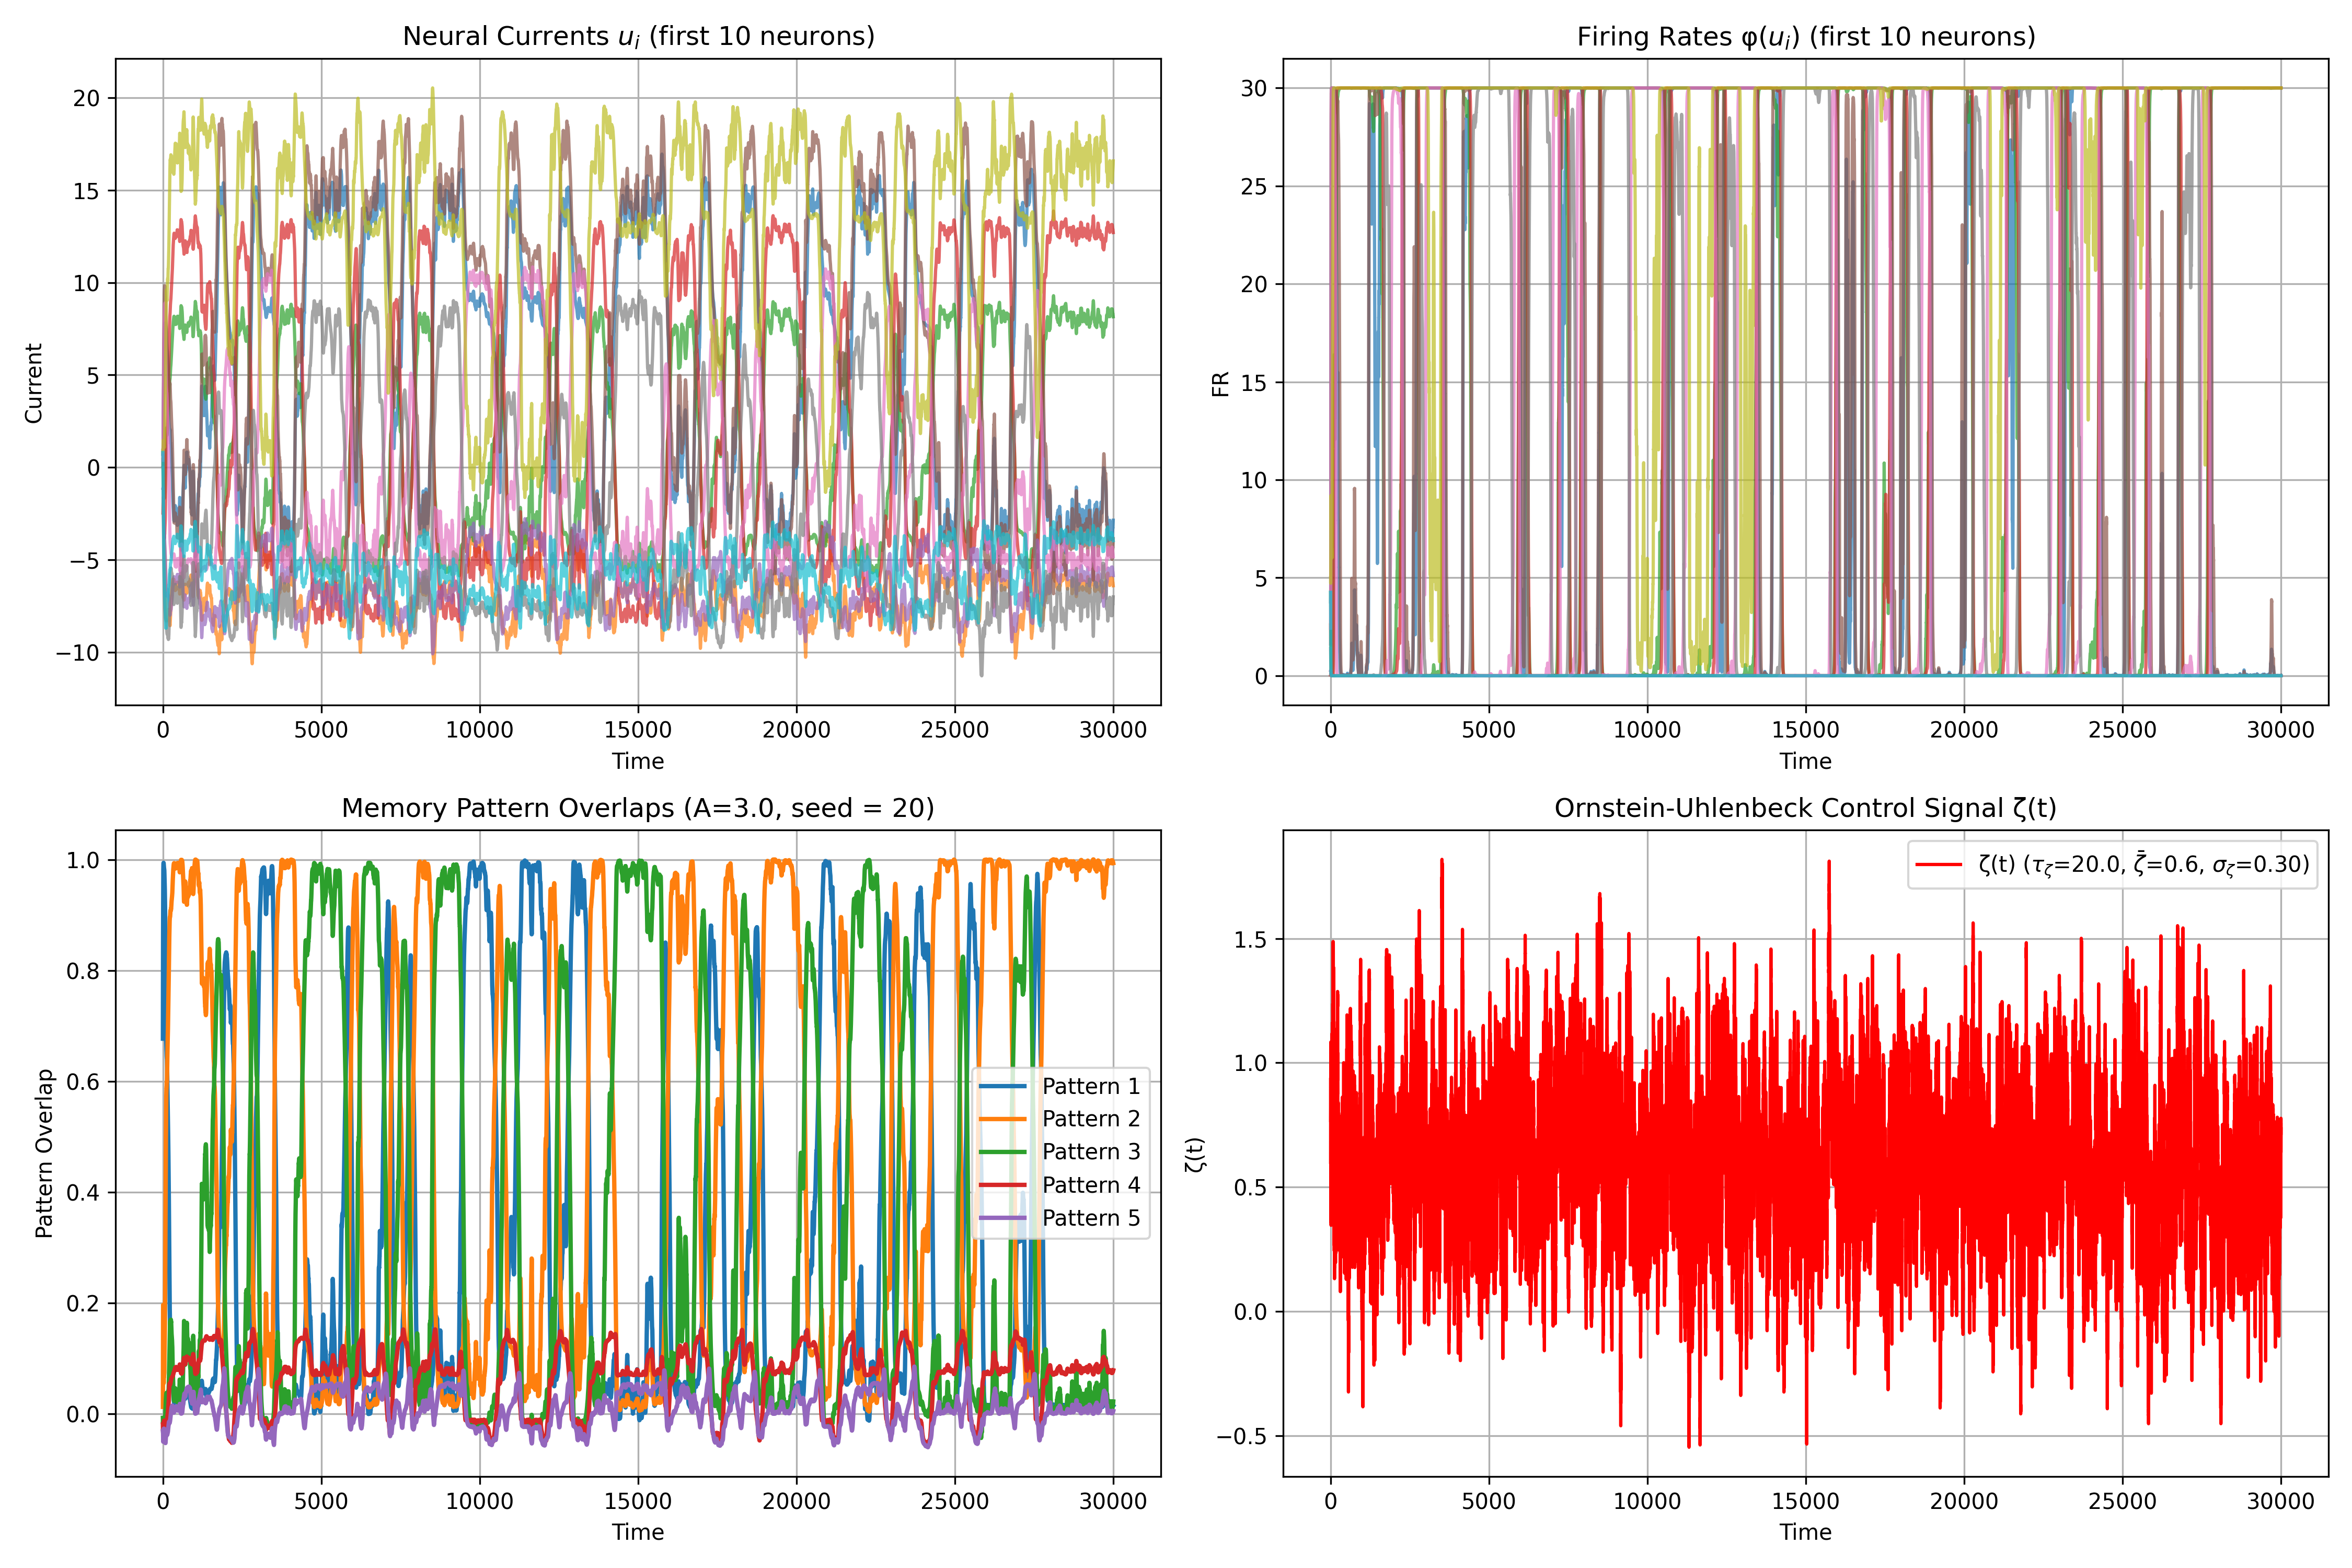 Neural Currents u_i (first 10 neurons)
Current
20
15
10
5
0
−5
−10
0 5000 10000 15000 20000 25000 30000
Time
Firing Rates φ(u_i) (first 10 neurons)
FR
30
25
20
15
10
5
0
0 5000 10000 15000 20000 25000 30000
Time
Memory Pattern Overlaps (A=3.0, seed = 20)
Pattern Overlap
1.0
0.8
0.6
0.4
0.2
0.0
Pattern 1
Pattern 2
Pattern 3
Pattern 4
Pattern 5
0 5000 10000 15000 20000 25000 30000
Time
Ornstein-Uhlenbeck Control Signal ζ(t)
ζ(t)
ζ(t) (τ_ζ=20.0, ζ̄=0.6, σ_ζ=0.30)
1.5
1.0
0.5
0.0
−0.5
0 5000 10000 15000 20000 25000 30000
Time